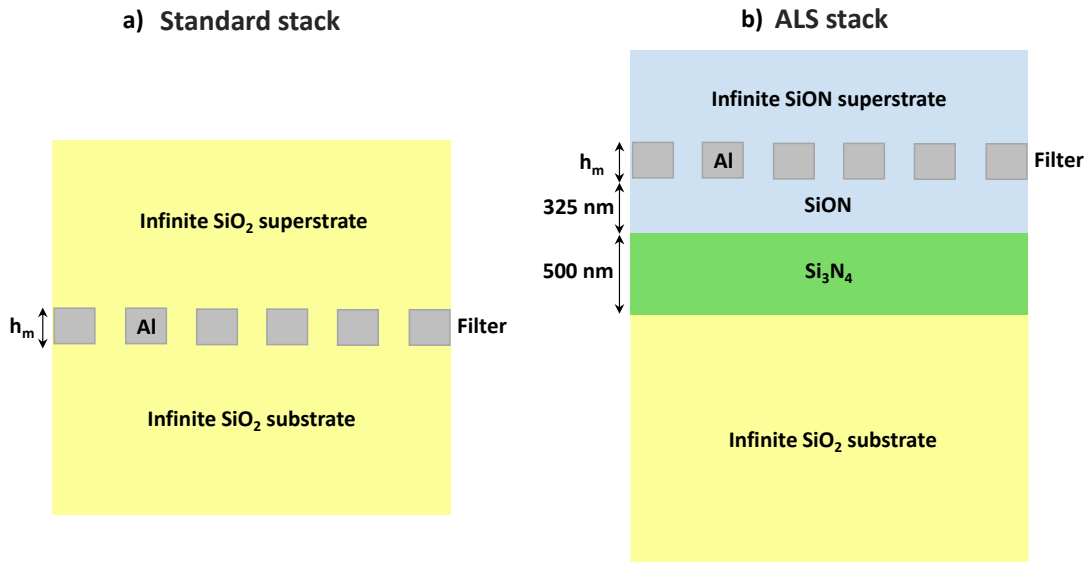 a) Standard stack
Infinite SiO₂ superstrate
hₘ
Al
Filter
Infinite SiO₂ substrate
b) ALS stack
Infinite SiON superstrate
hₘ
Al
Filter
325 nm
SiON
500 nm
Si₃N₄
Infinite SiO₂ substrate